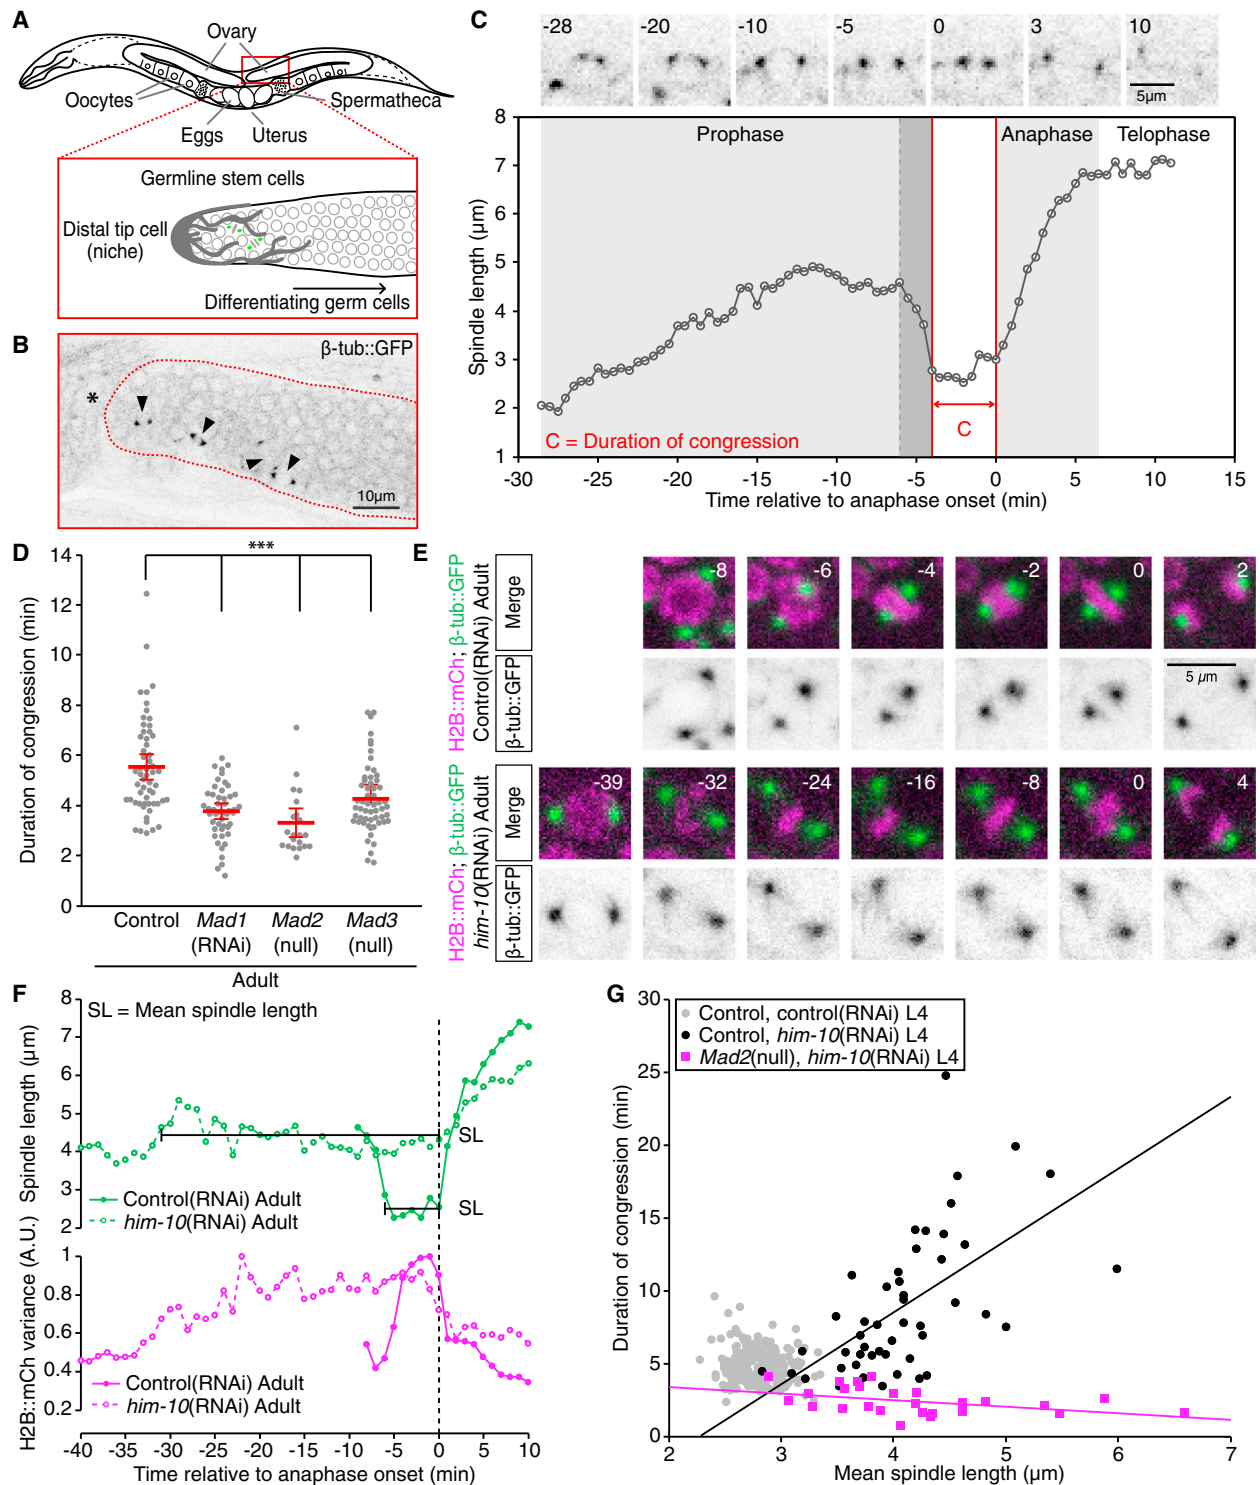 A
Ovary
Oocytes
Spermatheca
Eggs
Uterus
Germline stem cells
Distal tip cell
(niche)
Differentiating germ cells
B
β-tub::GFP
*
10µm
C
-28
-20
-10
-5
0
3
10
5µm
Prophase
Anaphase
Telophase
Spindle length (µm)
8
7
6
5
4
3
2
1
C = Duration of congression
C
-30
-25
-20
-15
-10
-5
0
5
10
15
Time relative to anaphase onset (min)
D
Duration of congression (min)
14
12
10
8
6
4
2
0
***
Control
Mad1
(RNAi)
Mad2
(null)
Mad3
(null)
Adult
E
H2B::mCh; β-tub::GFP
Control(RNAi) Adult
Merge
β-tub::GFP
-8
-6
-4
-2
0
2
5 µm
H2B::mCh; β-tub::GFP
him-10(RNAi) Adult
Merge
β-tub::GFP
-39
-32
-24
-16
-8
0
4
F
SL = Mean spindle length
Spindle length (µm)
8
7
6
5
4
3
2
SL
SL
Control(RNAi) Adult
him-10(RNAi) Adult
H2B::mCh variance (A.U.)
1
0.8
0.6
0.4
0.2
Control(RNAi) Adult
him-10(RNAi) Adult
-40
-35
-30
-25
-20
-15
-10
-5
0
5
10
Time relative to anaphase onset (min)
G
Control, control(RNAi) L4
Control, him-10(RNAi) L4
Mad2(null), him-10(RNAi) L4
Duration of congression (min)
30
25
20
15
10
5
0
2
3
4
5
6
7
Mean spindle length (µm)